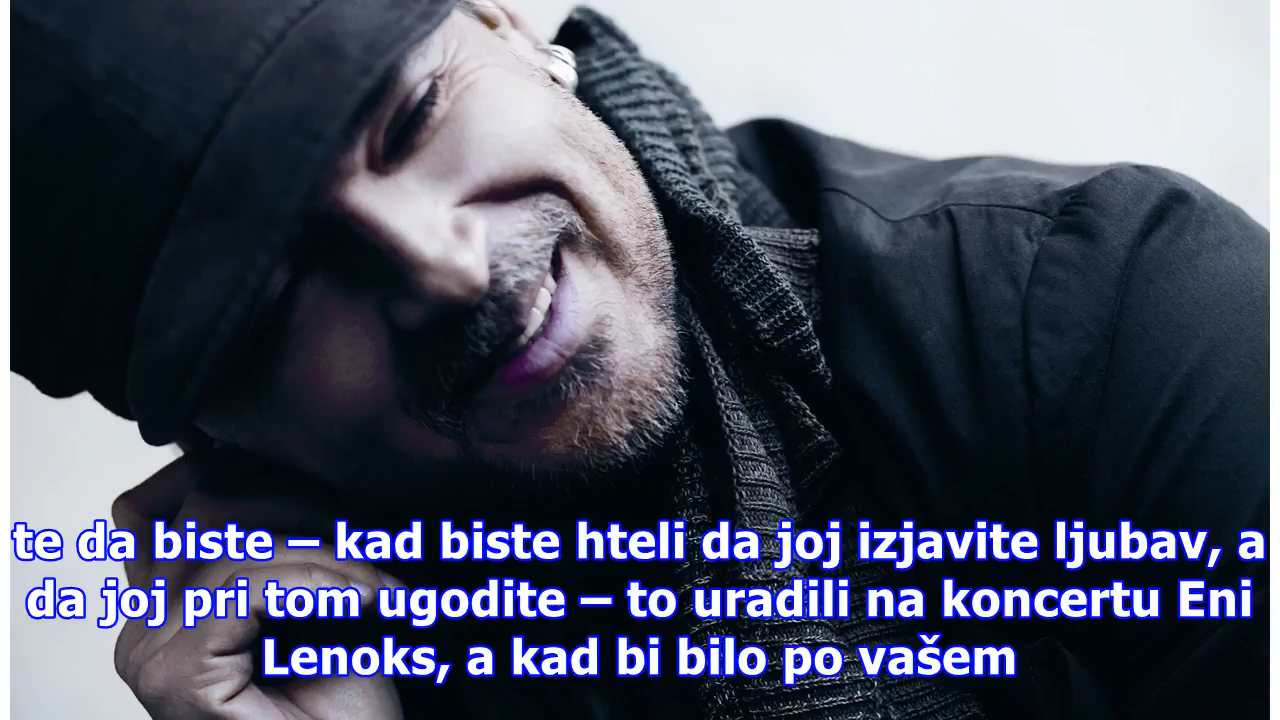 te da biste – kad biste hteli da joj izjavite ljubav, a
da joj pri tom ugodite – to uradili na koncertu Eni
Lenoks, a kad bi bilo po vašem